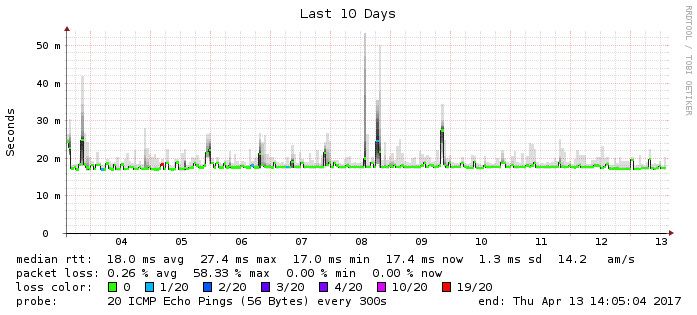 Last 10 Days
RRDTOOL / TOBI OETIKER
Seconds
50 m
40 m
30 m
20 m
10 m
0
04 05 06 07 08 09 10 11 12 13
median rtt: 18.0 ms avg 27.4 ms max 17.0 ms min 17.4 ms now 1.3 ms sd 14.2 am/s
packet loss: 0.26 % avg 58.33 % max 0.00 % min 0.00 % now
loss color: 0 1/20 2/20 3/20 4/20 10/20 19/20
probe: 20 ICMP Echo Pings (56 Bytes) every 300s end: Thu Apr 13 14:05:04 2017